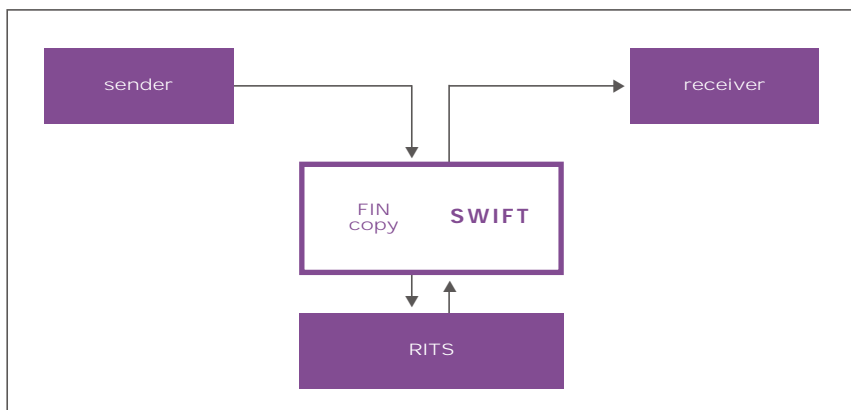 sender
receiver
FIN
copy
SWIFT
RITS